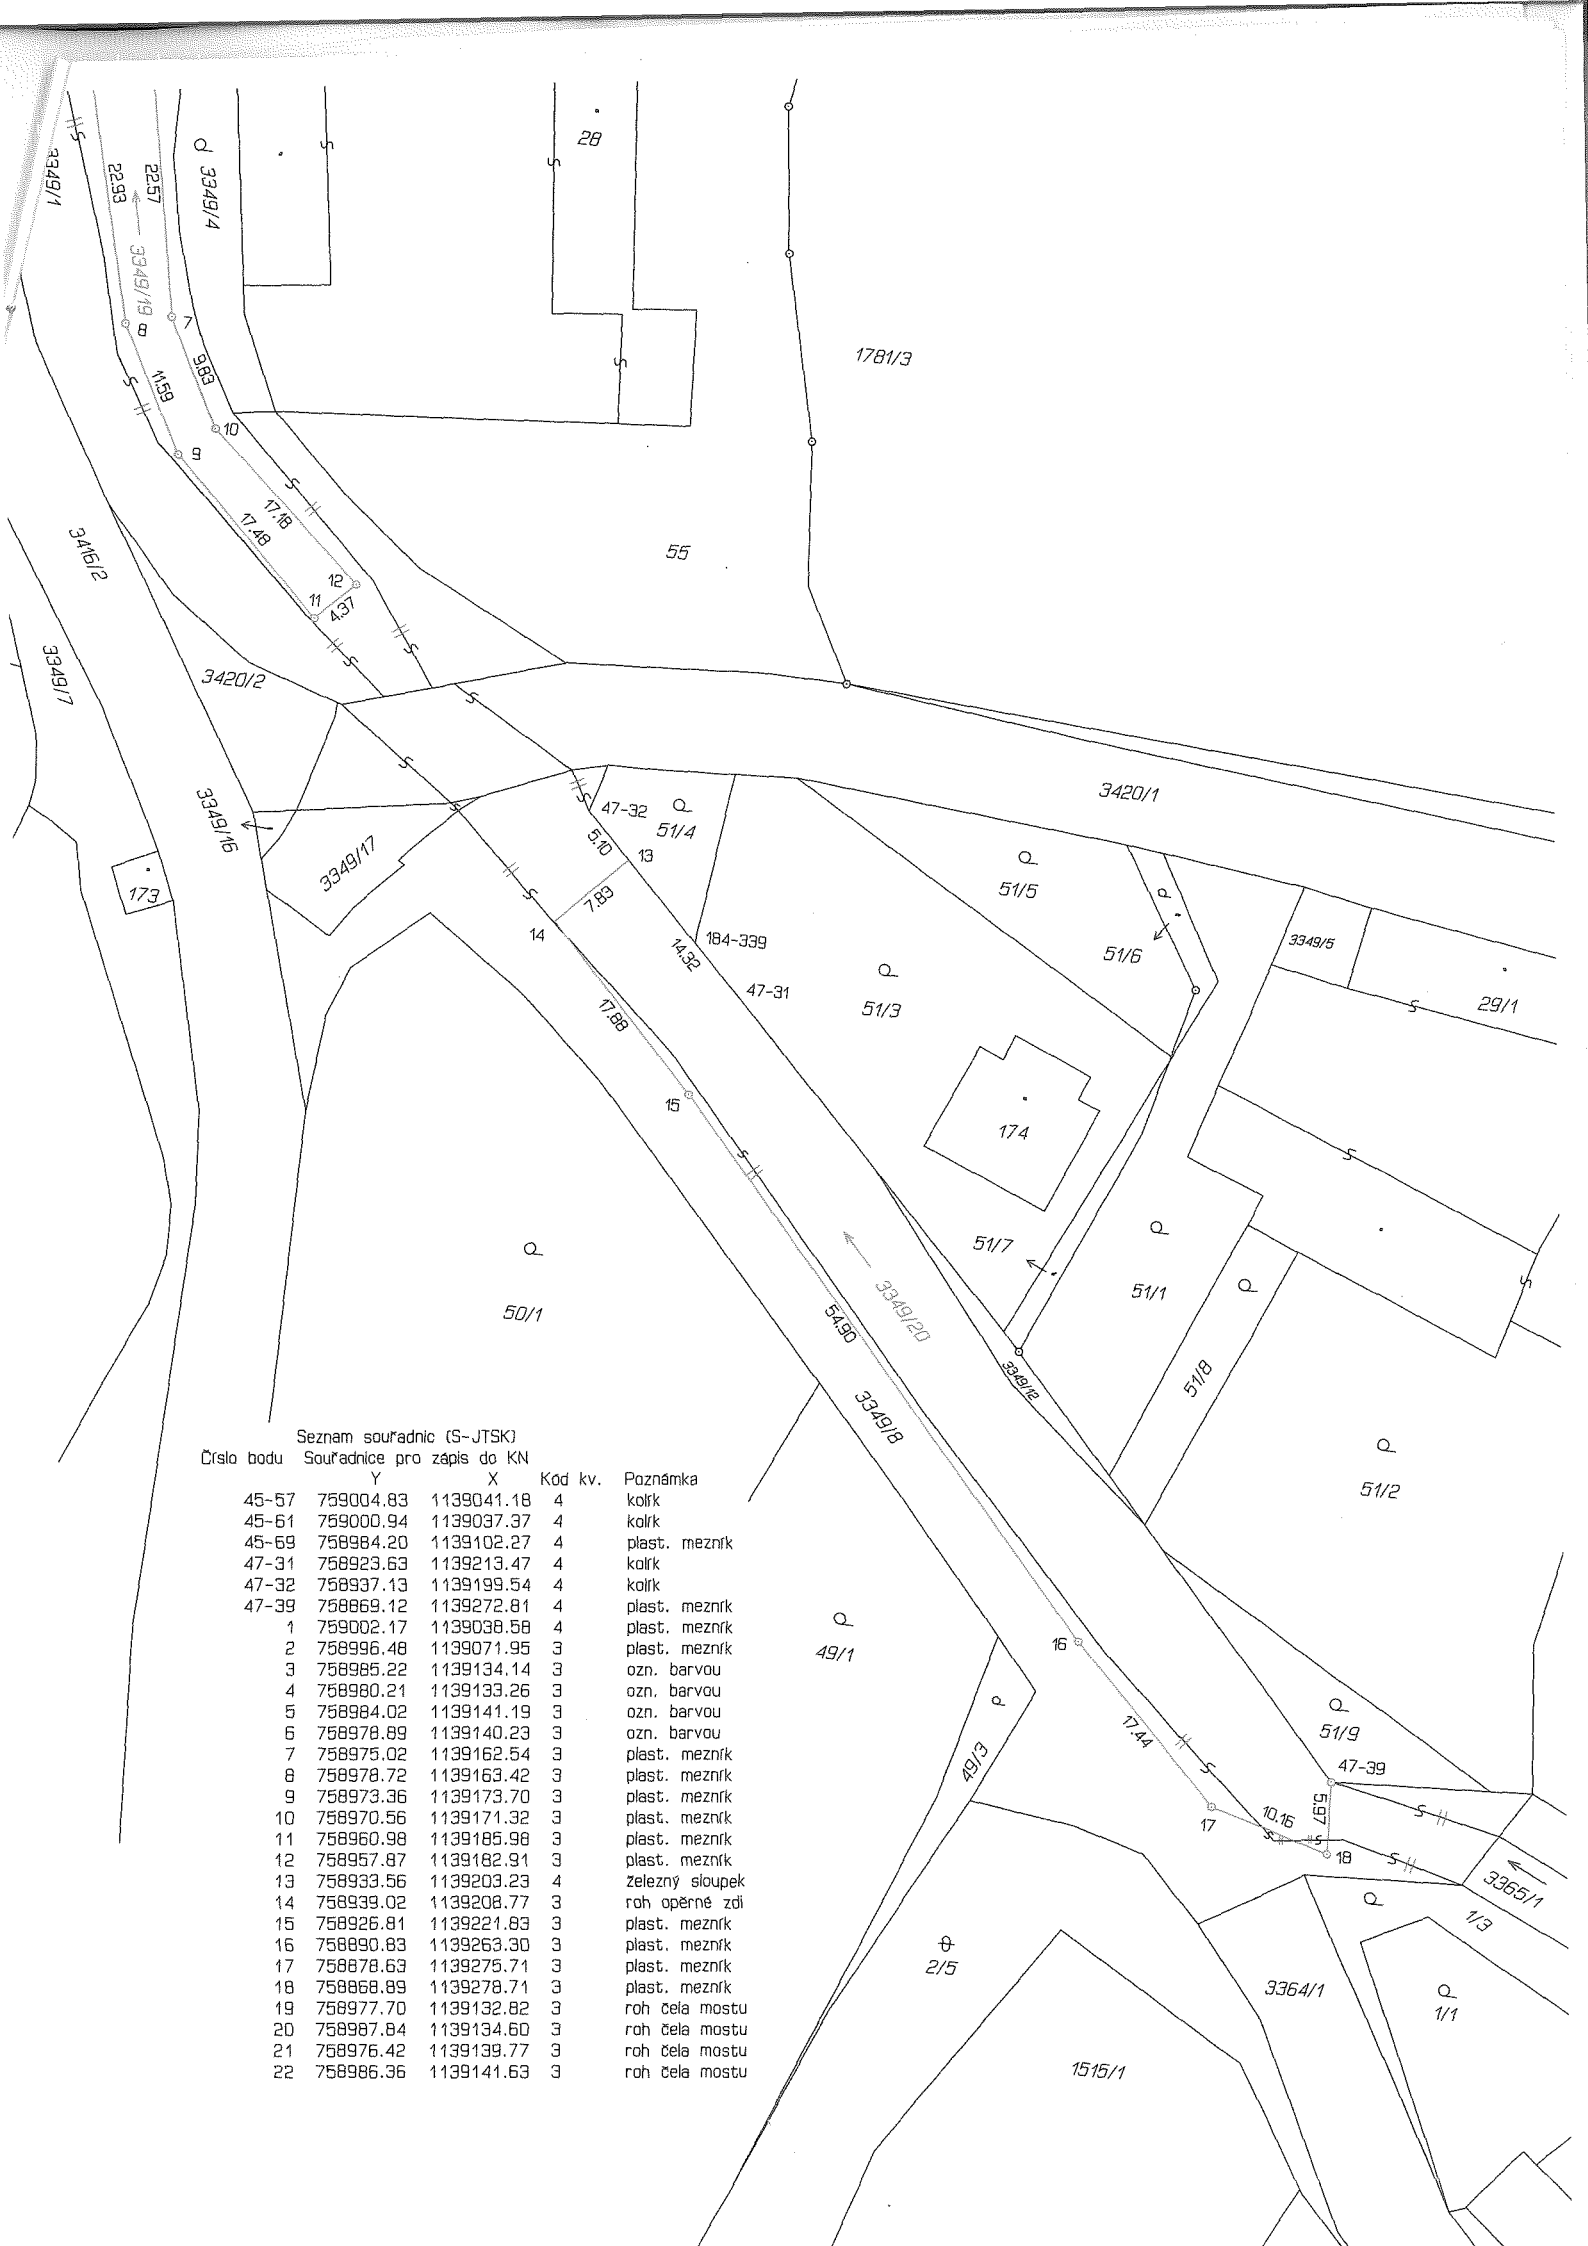 3349/1
22.93
22.57
3349/19
3349/4
28
8
7
1781/3
11.59
9.83
10
9
17.18
17.48
3416/2
55
12
11
4.37
3349/7
3420/2
3420/1
3349/16
47-32
51/4
5.10
13
3349/17
173
7.83
51/5
14
184-339
14.32
51/6
3349/5
47-31
51/3
29/1
17.88
15
174
51/7
51/1
50/1
3349/20
54.90
3349/12
51/8
3349/8
51/2
Seznam souřadnic (S-JTSK)
Číslo bodu Souřadnice pro zápis do KN
Y X Kód kv. Poznámka
45-57 759004.83 1139041.18 4 kolík
45-61 759000.94 1139037.37 4 kolík
45-69 758984.20 1139102.27 4 plast. mezník
47-31 758923.63 1139213.47 4 kolík
47-32 758937.13 1139199.54 4 kolík
47-39 758869.12 1139272.81 4 plast. mezník
1 759002.17 1139038.58 4 plast. mezník
2 758996.48 1139071.95 3 plast. mezník
3 758985.22 1139134.14 3 ozn. barvou
4 758980.21 1139133.26 3 ozn. barvou
5 758984.02 1139141.19 3 ozn. barvou
6 758978.89 1139140.23 3 ozn. barvou
7 758975.02 1139162.54 3 plast. mezník
8 758978.72 1139163.42 3 plast. mezník
9 758973.36 1139173.70 3 plast. mezník
10 758970.56 1139171.32 3 plast. mezník
11 758960.98 1139185.98 3 plast. mezník
12 758957.87 1139182.91 3 plast. mezník
13 758933.56 1139203.23 4 železný sloupek
14 758939.02 1139208.77 3 roh opěrné zdi
15 758926.81 1139221.83 3 plast. mezník
16 758890.83 1139263.30 3 plast. mezník
17 758878.63 1139275.71 3 plast. mezník
18 758868.89 1139278.71 3 plast. mezník
19 758977.70 1139132.82 3 roh čela mostu
20 758987.84 1139134.60 3 roh čela mostu
21 758976.42 1139139.77 3 roh čela mostu
22 758986.36 1139141.63 3 roh čela mostu
49/1
16
17.44
51/9
47-39
49/3
5.97
10.16
17
18
3365/1
1/3
2/5
3364/1
1/1
1515/1